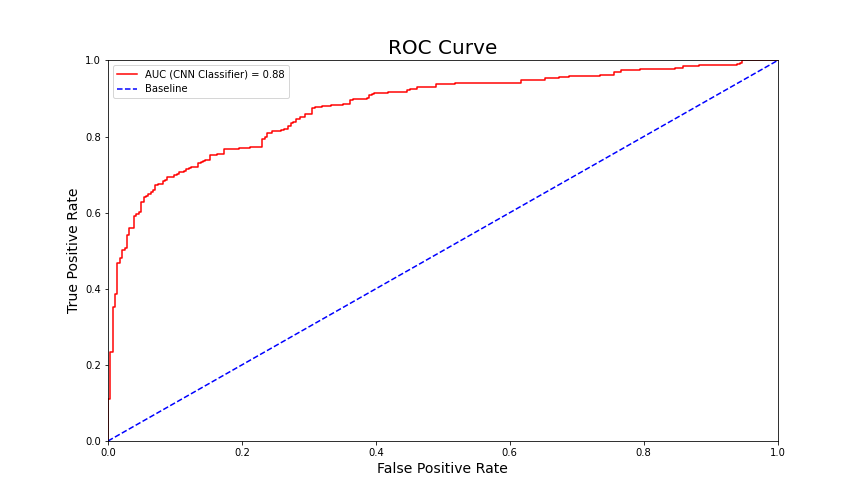 ROC Curve
AUC (CNN Classifier) = 0.88
Baseline
1.0
0.8
0.6
0.4
0.2
0.0
True Positive Rate
0.0 0.2 0.4 0.6 0.8 1.0
False Positive Rate